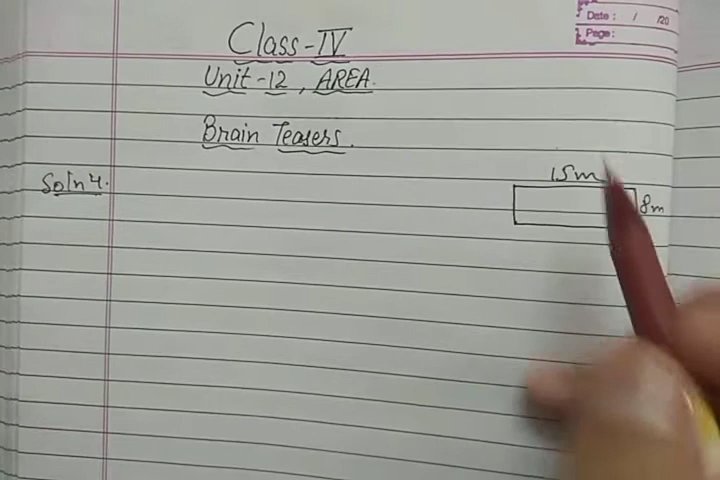 Date : / /20
Page:
Class-IV
Unit-12, AREA.
Brain Teasers.
Soln 4.
15m
8m